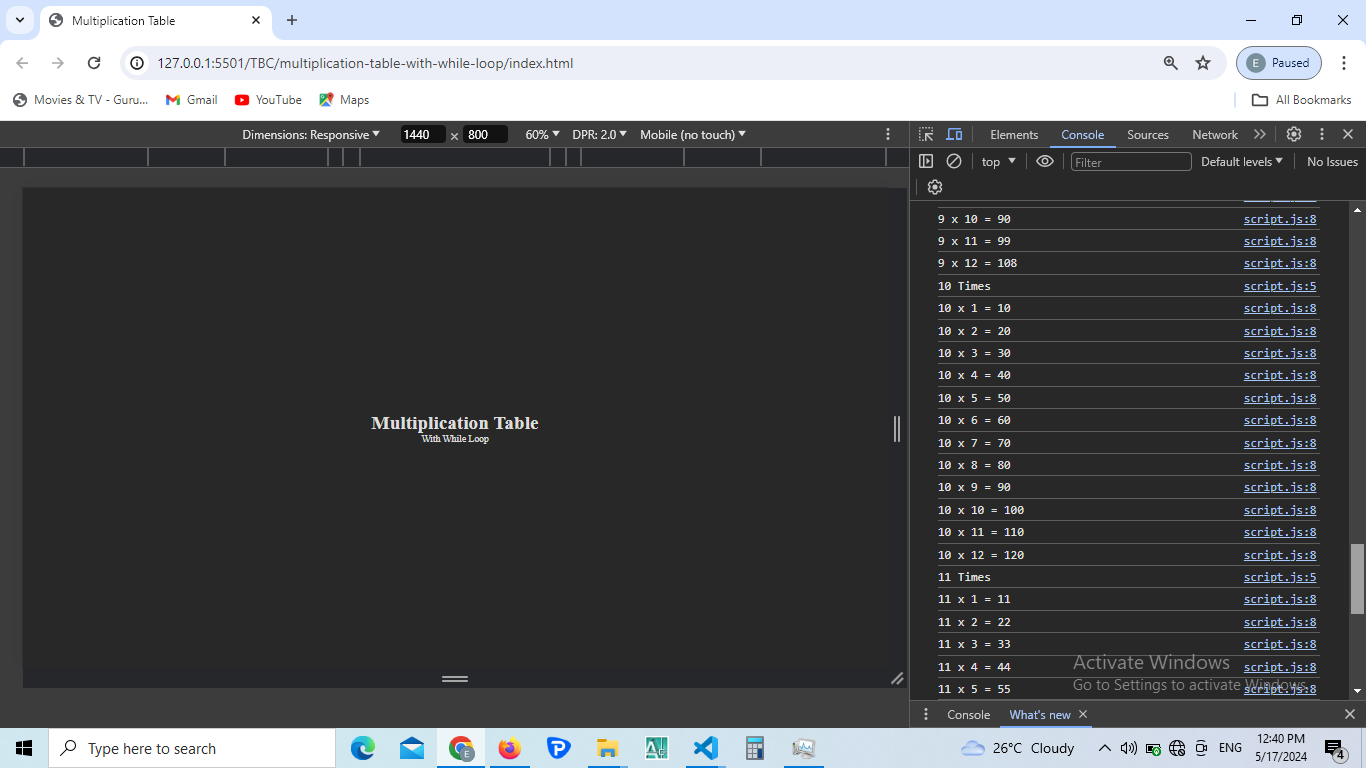 Multiplication Table
127.0.0.1:5501/TBC/multiplication-table-with-while-loop/index.html
E Paused
Movies & TV - Guru...
Gmail
YouTube
Maps
All Bookmarks
Dimensions: Responsive
1440 x 800
60%
DPR: 2.0
Mobile (no touch)
Elements
Console
Sources
Network
top
Filter
Default levels
No Issues
9 x 10 = 90 script.js:8
9 x 11 = 99 script.js:8
9 x 12 = 108 script.js:8
10 Times script.js:5
10 x 1 = 10 script.js:8
10 x 2 = 20 script.js:8
10 x 3 = 30 script.js:8
10 x 4 = 40 script.js:8
10 x 5 = 50 script.js:8
10 x 6 = 60 script.js:8
10 x 7 = 70 script.js:8
10 x 8 = 80 script.js:8
10 x 9 = 90 script.js:8
10 x 10 = 100 script.js:8
10 x 11 = 110 script.js:8
10 x 12 = 120 script.js:8
11 Times script.js:5
11 x 1 = 11 script.js:8
11 x 2 = 22 script.js:8
11 x 3 = 33 script.js:8
11 x 4 = 44 script.js:8
11 x 5 = 55 script.js:8
Multiplication Table
With While Loop
Activate Windows
Go to Settings to activate Windows.
Console
What's new
Type here to search
26°C Cloudy
ENG
12:40 PM
5/17/2024
4